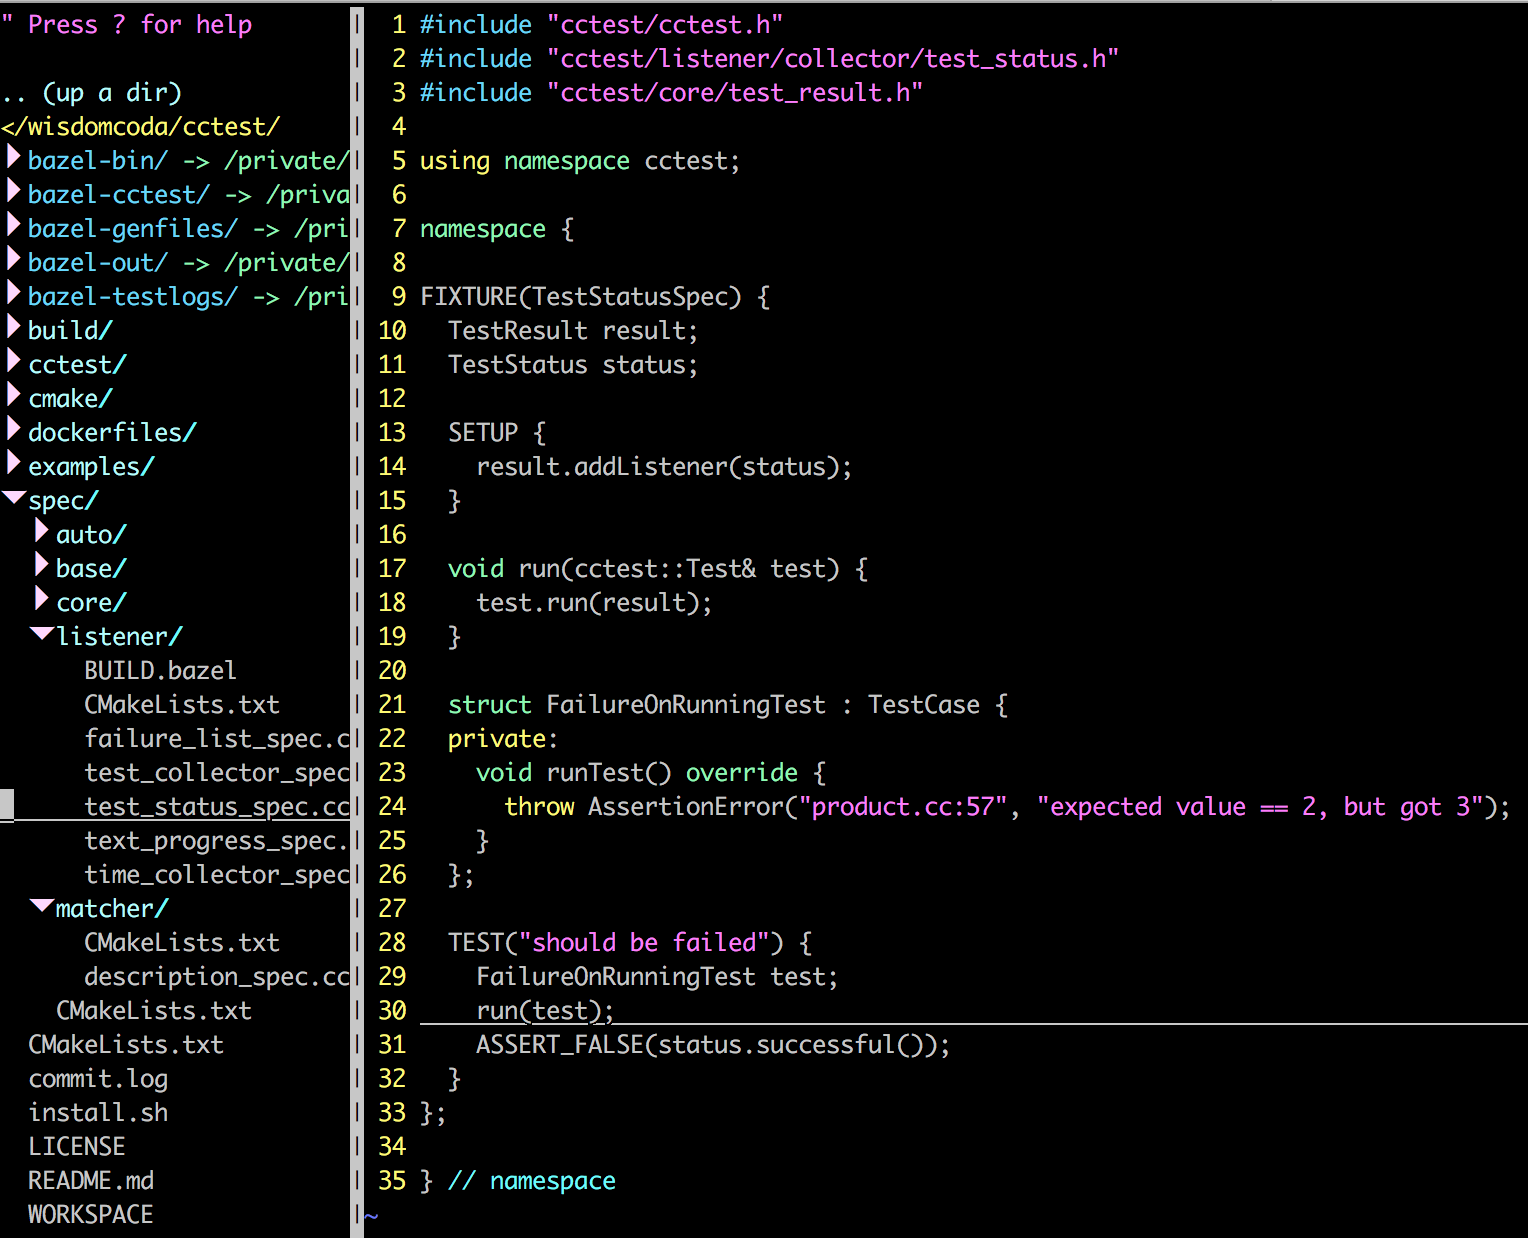 " Press ? for help
.. (up a dir)
</wisdomcoda/cctest/
bazel-bin/ -> /private/
bazel-cctest/ -> /priva
bazel-genfiles/ -> /pri
bazel-out/ -> /private/
bazel-testlogs/ -> /pri
build/
cctest/
cmake/
dockerfiles/
examples/
spec/
auto/
base/
core/
listener/
BUILD.bazel
CMakeLists.txt
failure_list_spec.c
test_collector_spec
test_status_spec.cc
text_progress_spec.
time_collector_spec
matcher/
CMakeLists.txt
description_spec.cc
CMakeLists.txt
CMakeLists.txt
commit.log
install.sh
LICENSE
README.md
WORKSPACE
1 #include "cctest/cctest.h"
2 #include "cctest/listener/collector/test_status.h"
3 #include "cctest/core/test_result.h"
4
5 using namespace cctest;
6
7 namespace {
8
9 FIXTURE(TestStatusSpec) {
10   TestResult result;
11   TestStatus status;
12
13   SETUP {
14     result.addListener(status);
15   }
16
17   void run(cctest::Test& test) {
18     test.run(result);
19   }
20
21   struct FailureOnRunningTest : TestCase {
22   private:
23     void runTest() override {
24       throw AssertionError("product.cc:57", "expected value == 2, but got 3");
25     }
26   };
27
28   TEST("should be failed") {
29     FailureOnRunningTest test;
30     run(test);
31     ASSERT_FALSE(status.successful());
32   }
33 };
34
35 } // namespace
~